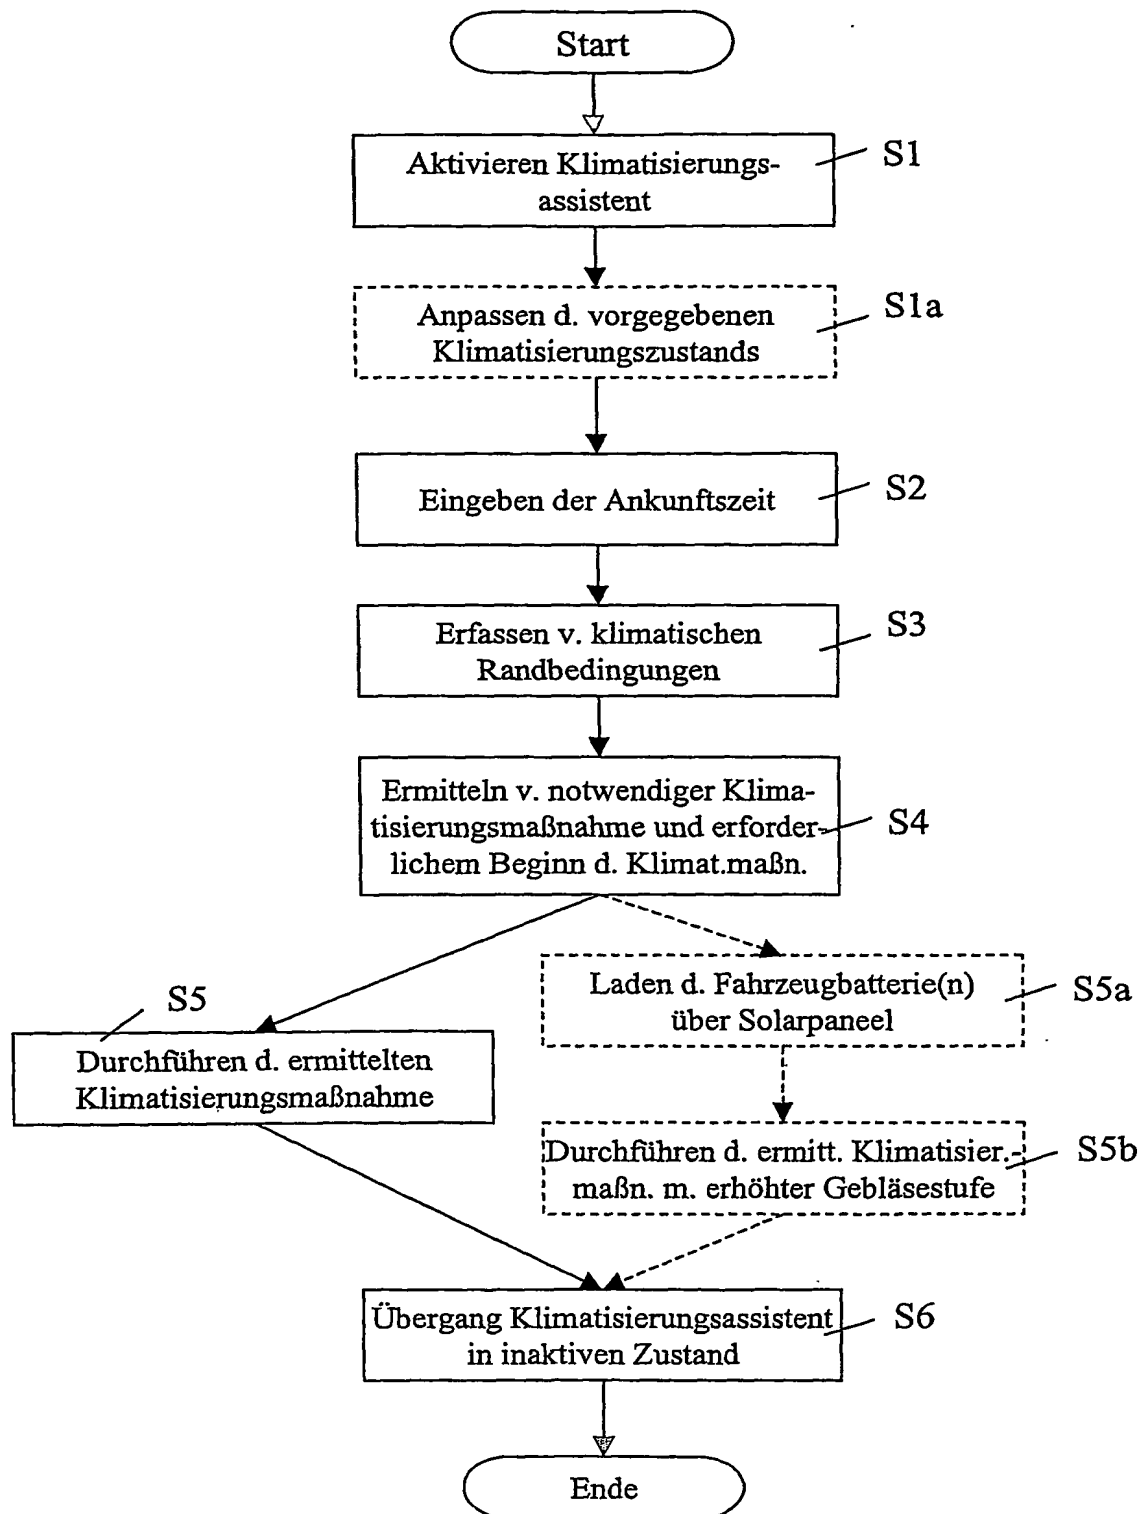 Start
Aktivieren Klimatisierungs-
assistent
S1
Anpassen d. vorgegebenen
Klimatisierungszustands
S1a
Eingeben der Ankunftszeit
S2
Erfassen v. klimatischen
Randbedingungen
S3
Ermitteln v. notwendiger Klima-
tisierungsmaßnahme und erforder-
lichem Beginn d. Klimat.maßn.
S4
S5
Durchführen d. ermittelten
Klimatisierungsmaßnahme
Laden d. Fahrzeugbatterie(n)
über Solarpaneel
S5a
Durchführen d. ermitt. Klimatisier.-
maßn. m. erhöhter Gebläsestufe
S5b
Übergang Klimatisierungsassistent
in inaktiven Zustand
S6
Ende